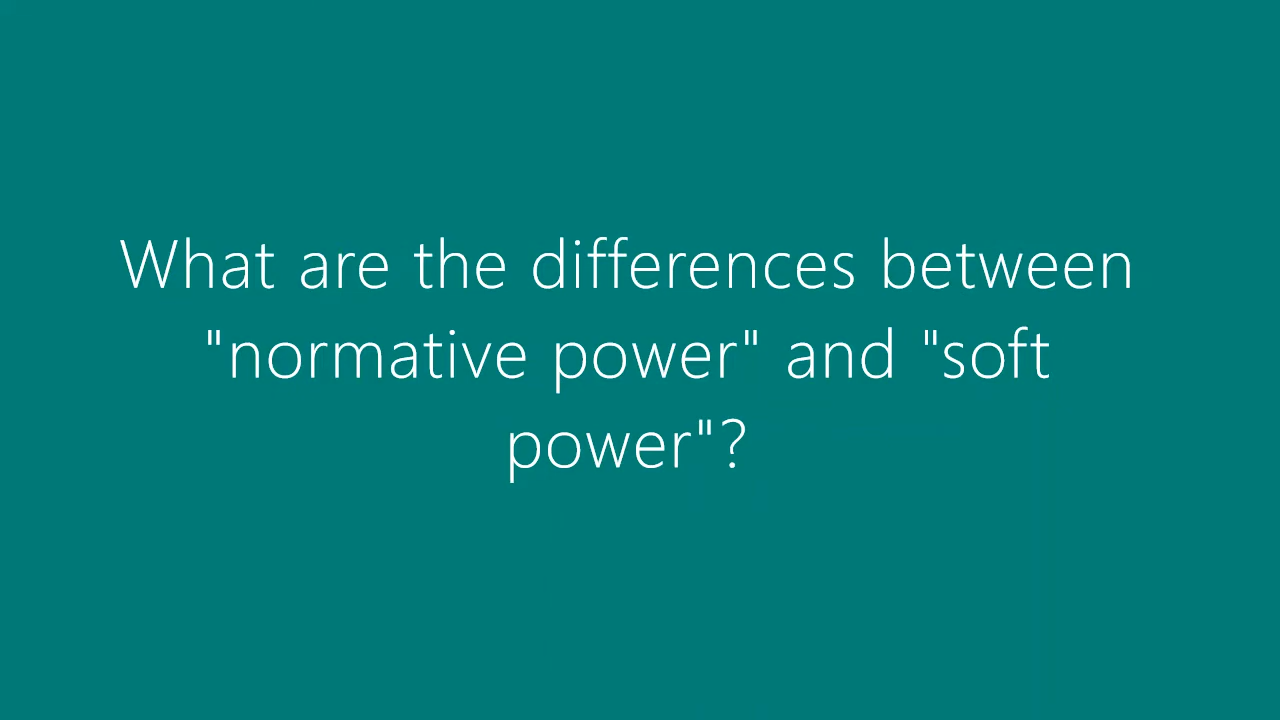 What are the differences between
"normative power" and "soft
power"?